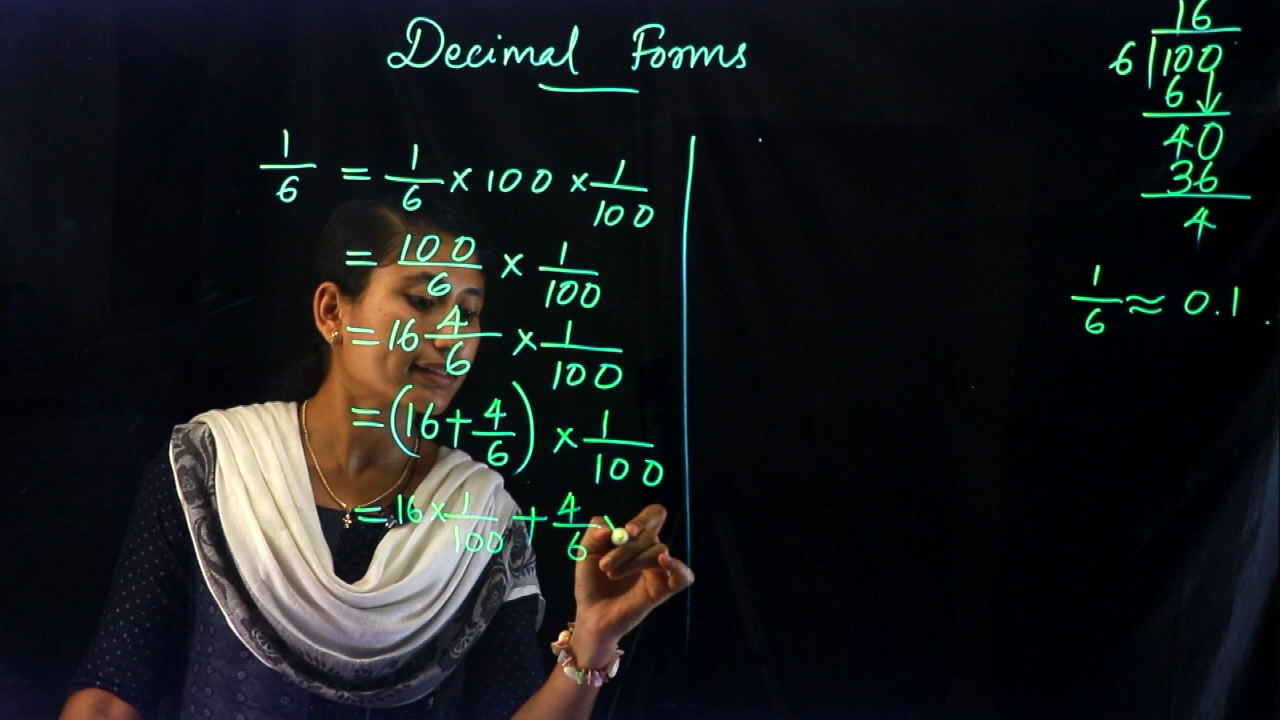 Decimal Forms
1/6 = 1/6 × 100 × 1/100
= 100/6 × 1/100
= 16 4/6 × 1/100
= (16 + 4/6) × 1/100
= 16 × 1/100 + 4/6 ×
16
6 100
6
40
36
4
1/6 ≈ 0.1